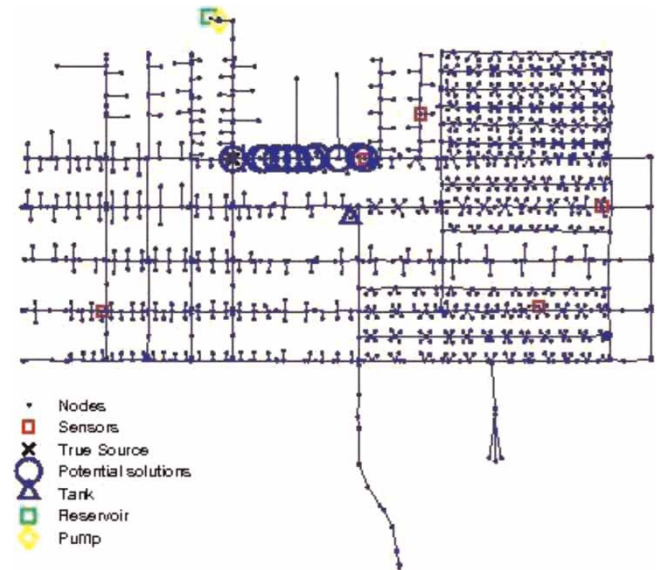 Nodes
Sensors
True Source
Potential solutions
Tank
Reservoir
Pump